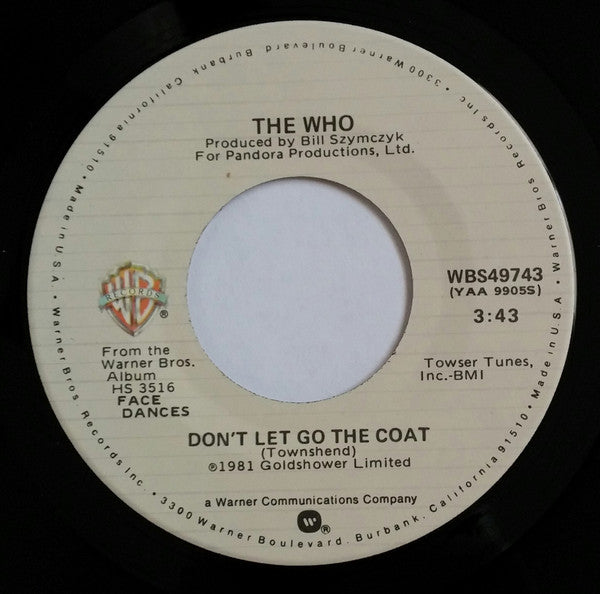 THE WHO
Produced by Bill Szymczyk
For Pandora Productions, Ltd.
WB
RECORDS
®
WBS49743
(YAA 9905S)
3:43
From the
Warner Bros.
Album
HS 3516
FACE
DANCES
Towser Tunes,
Inc.-BMI
DON'T LET GO THE COAT
(Townshend)
℗1981 Goldshower Limited
a Warner Communications Company
W®
Warner Bros. Records Inc. • 3300 Warner Boulevard. Burbank. California 91510 • Made in U.S.A. • Warner Bros. Records Inc. • 3300 Warner Boulevard. Burbank. California 91510 • Made in U.S.A. •